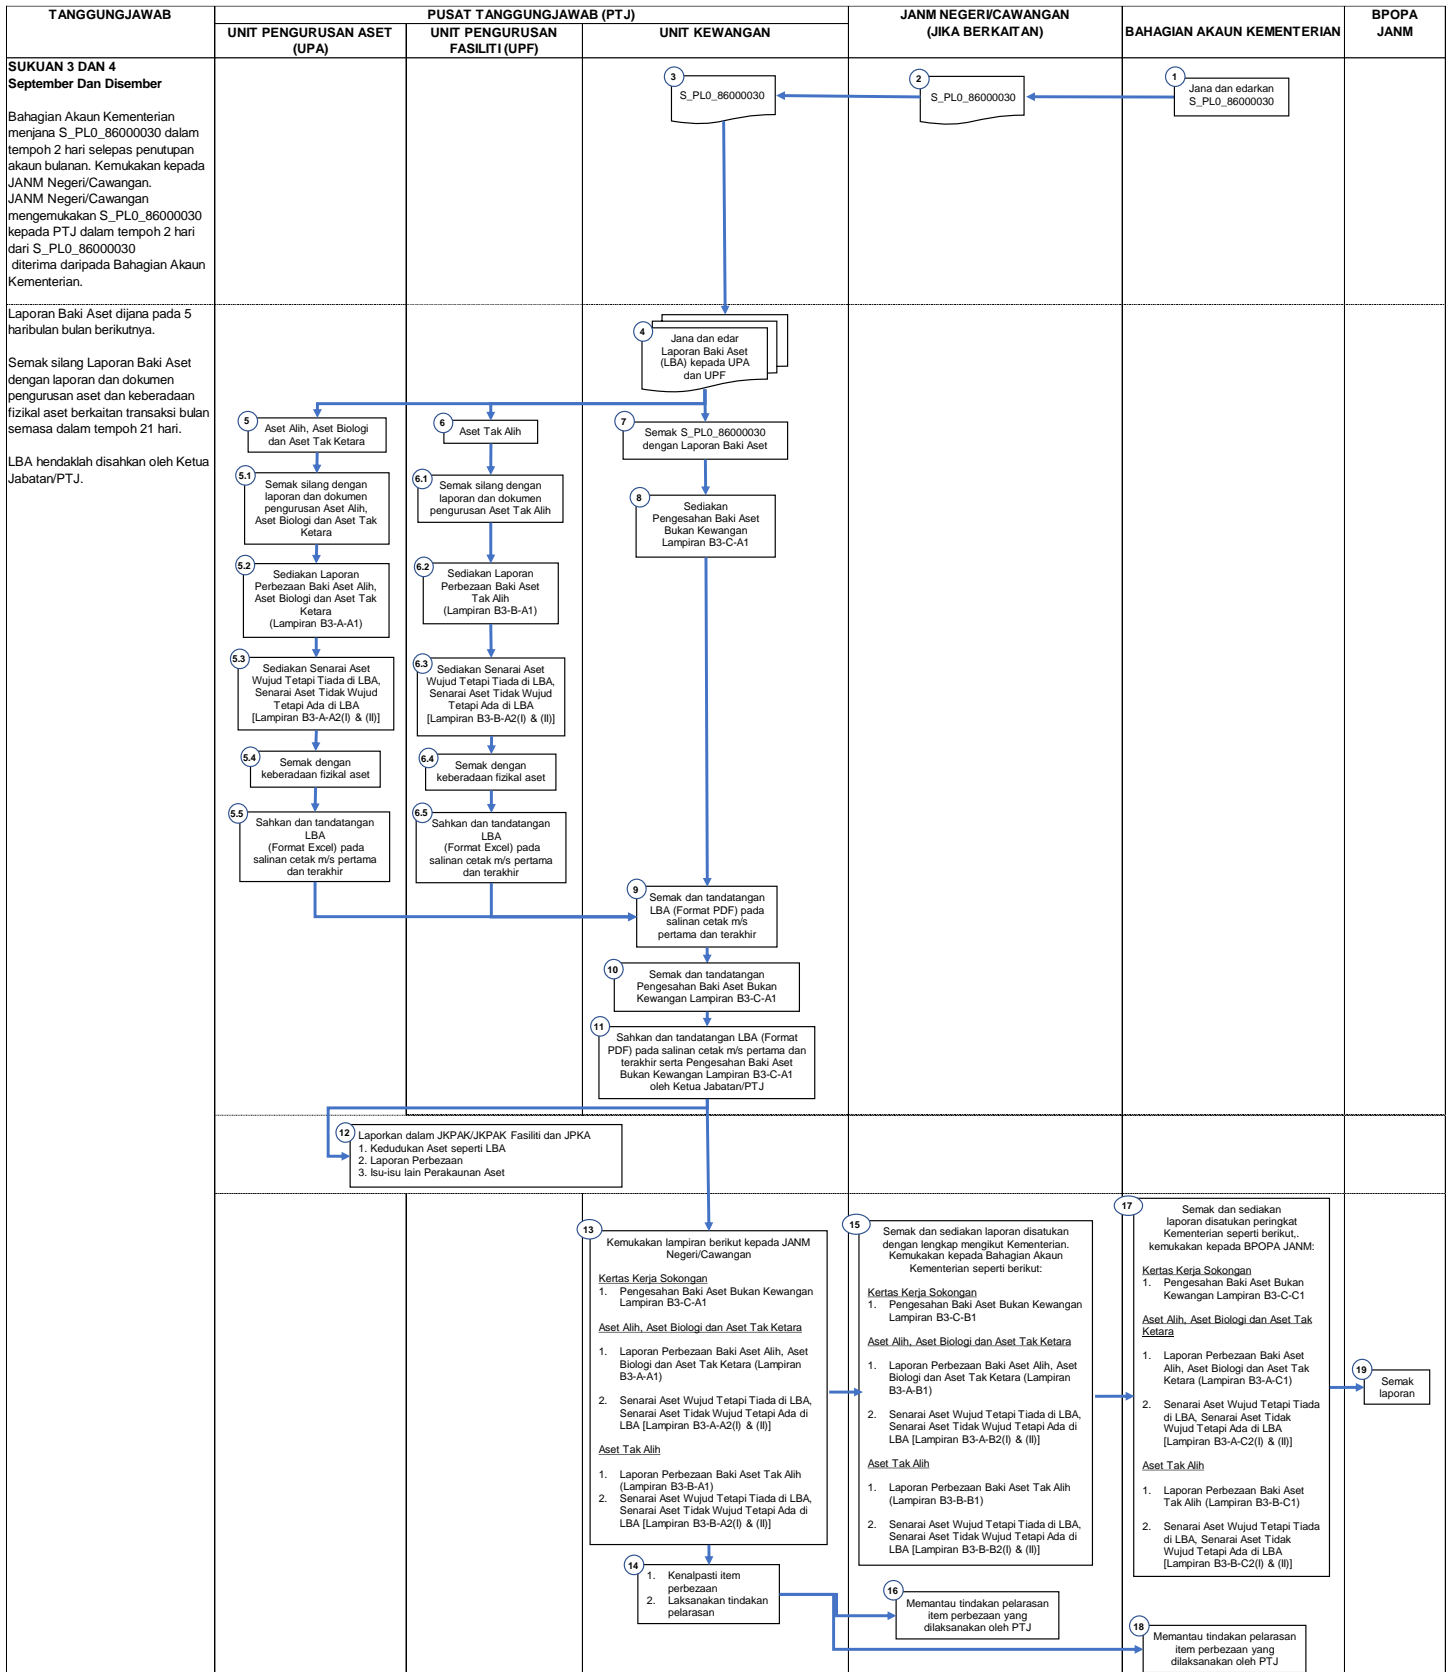 TANGGUNGJAWAB
PUSAT TANGGUNGJAWAB (PTJ)
UNIT PENGURUSAN ASET
(UPA)
UNIT PENGURUSAN
FASILITI (UPF)
UNIT KEWANGAN
JANM NEGERI/CAWANGAN
(JIKA BERKAITAN)
BAHAGIAN AKAUN KEMENTERIAN
BPOPA
JANM
SUKUAN 3 DAN 4
September Dan Disember
Bahagian Akaun Kementerian
menjana S_PL0_86000030 dalam
tempoh 2 hari selepas penutupan
akaun bulanan. Kemukakan kepada
JANM Negeri/Cawangan.
JANM Negeri/Cawangan
mengemukakan S_PL0_86000030
kepada PTJ dalam tempoh 2 hari
dari S_PL0_86000030
diterima daripada Bahagian Akaun
Kementerian.
3
S_PL0_86000030
2
S_PL0_86000030
1
Jana dan edarkan
S_PL0_86000030
Laporan Baki Aset dijana pada 5
haribulan bulan berikutnya.
Semak silang Laporan Baki Aset
dengan laporan dan dokumen
pengurusan aset dan keberadaan
fizikal aset berkaitan transaksi bulan
semasa dalam tempoh 21 hari.
LBA hendaklah disahkan oleh Ketua
Jabatan/PTJ.
4
Jana dan edar
Laporan Baki Aset
(LBA) kepada UPA
dan UPF
5
Aset Alih, Aset Biologi
dan Aset Tak Ketara
6
Aset Tak Alih
7
Semak S_PL0_86000030
dengan Laporan Baki Aset
5.1
Semak silang dengan
laporan dan dokumen
pengurusan Aset Alih,
Aset Biologi dan Aset Tak
Ketara
6.1
Semak silang dengan
laporan dan dokumen
pengurusan Aset Tak Alih
8
Sediakan
Pengesahan Baki Aset
Bukan Kewangan
Lampiran B3-C-A1
5.2
Sediakan Laporan
Perbezaan Baki Aset Alih,
Aset Biologi dan Aset Tak
Ketara
(Lampiran B3-A-A1)
6.2
Sediakan Laporan
Perbezaan Baki Aset
Tak Alih
(Lampiran B3-B-A1)
5.3
Sediakan Senarai Aset
Wujud Tetapi Tiada di LBA,
Senarai Aset Tidak Wujud
Tetapi Ada di LBA
[Lampiran B3-A-A2(I) & (II)]
6.3
Sediakan Senarai Aset
Wujud Tetapi Tiada di LBA,
Senarai Aset Tidak Wujud
Tetapi Ada di LBA
[Lampiran B3-B-A2(I) & (II)]
5.4
Semak dengan
keberadaan fizikal aset
6.4
Semak dengan
keberadaan fizikal aset
5.5
Sahkan dan tandatangan
LBA
(Format Excel) pada
salinan cetak m/s pertama
dan terakhir
6.5
Sahkan dan tandatangan
LBA
(Format Excel) pada
salinan cetak m/s pertama
dan terakhir
9
Semak dan tandatangan
LBA (Format PDF) pada
salinan cetak m/s
pertama dan terakhir
10
Semak dan tandatangan
Pengesahan Baki Aset Bukan
Kewangan Lampiran B3-C-A1
11
Sahkan dan tandatangan LBA (Format
PDF) pada salinan cetak m/s pertama dan
terakhir serta Pengesahan Baki Aset
Bukan Kewangan Lampiran B3-C-A1
oleh Ketua Jabatan/PTJ
12
Laporkan dalam JKPAK/JKPAK Fasiliti dan JPKA
1. Kedudukan Aset seperti LBA
2. Laporan Perbezaan
3. Isu-isu lain Perakaunan Aset
13
Kemukakan lampiran berikut kepada JANM
Negeri/Cawangan
Kertas Kerja Sokongan
1. Pengesahan Baki Aset Bukan Kewangan
Lampiran B3-C-A1
Aset Alih, Aset Biologi dan Aset Tak Ketara
1. Laporan Perbezaan Baki Aset Alih, Aset
Biologi dan Aset Tak Ketara (Lampiran
B3-A-A1)
2. Senarai Aset Wujud Tetapi Tiada di LBA,
Senarai Aset Tidak Wujud Tetapi Ada di
LBA [Lampiran B3-A-A2(I) & (II)]
Aset Tak Alih
1. Laporan Perbezaan Baki Aset Tak Alih
(Lampiran B3-B-A1)
2. Senarai Aset Wujud Tetapi Tiada di LBA,
Senarai Aset Tidak Wujud Tetapi Ada di
LBA [Lampiran B3-B-A2(I) & (II)]
15
Semak dan sediakan laporan disatukan
dengan lengkap mengikut Kementerian.
Kemukakan kepada Bahagian Akaun
Kementerian seperti berikut:
Kertas Kerja Sokongan
1. Pengesahan Baki Aset Bukan Kewangan
Lampiran B3-C-B1
Aset Alih, Aset Biologi dan Aset Tak Ketara
1. Laporan Perbezaan Baki Aset Alih, Aset
Biologi dan Aset Tak Ketara (Lampiran
B3-A-B1)
2. Senarai Aset Wujud Tetapi Tiada di LBA,
Senarai Aset Tidak Wujud Tetapi Ada di
LBA [Lampiran B3-A-B2(I) & (II)]
Aset Tak Alih
1. Laporan Perbezaan Baki Aset Tak Alih
(Lampiran B3-B-B1)
2. Senarai Aset Wujud Tetapi Tiada di LBA,
Senarai Aset Tidak Wujud Tetapi Ada di
LBA [Lampiran B3-B-B2(I) & (II)]
17
Semak dan sediakan
laporan disatukan peringkat
Kementerian seperti berikut,.
kemukakan kepada BPOPA JANM:
Kertas Kerja Sokongan
1. Pengesahan Baki Aset Bukan
Kewangan Lampiran B3-C-C1
Aset Alih, Aset Biologi dan Aset Tak
Ketara
1. Laporan Perbezaan Baki Aset
Alih, Aset Biologi dan Aset Tak
Ketara (Lampiran B3-A-C1)
2. Senarai Aset Wujud Tetapi Tiada
di LBA, Senarai Aset Tidak
Wujud Tetapi Ada di LBA
[Lampiran B3-A-C2(I) & (II)]
Aset Tak Alih
1. Laporan Perbezaan Baki Aset
Tak Alih (Lampiran B3-B-C1)
2. Senarai Aset Wujud Tetapi Tiada
di LBA, Senarai Aset Tidak
Wujud Tetapi Ada di LBA
[Lampiran B3-B-C2(I) & (II)]
19
Semak
laporan
14
1. Kenalpasti item
perbezaan
2. Laksanakan tindakan
pelarasan
16
Memantau tindakan pelarasan
item perbezaan yang
dilaksanakan oleh PTJ
18
Memantau tindakan pelarasan
item perbezaan yang
dilaksanakan oleh PTJ